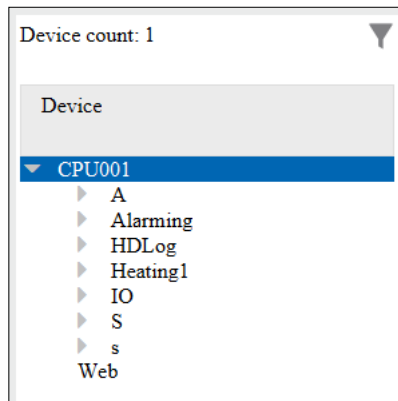 Device count: 1
Device
CPU001
A
Alarming
HDLog
Heating1
IO
S
s
Web